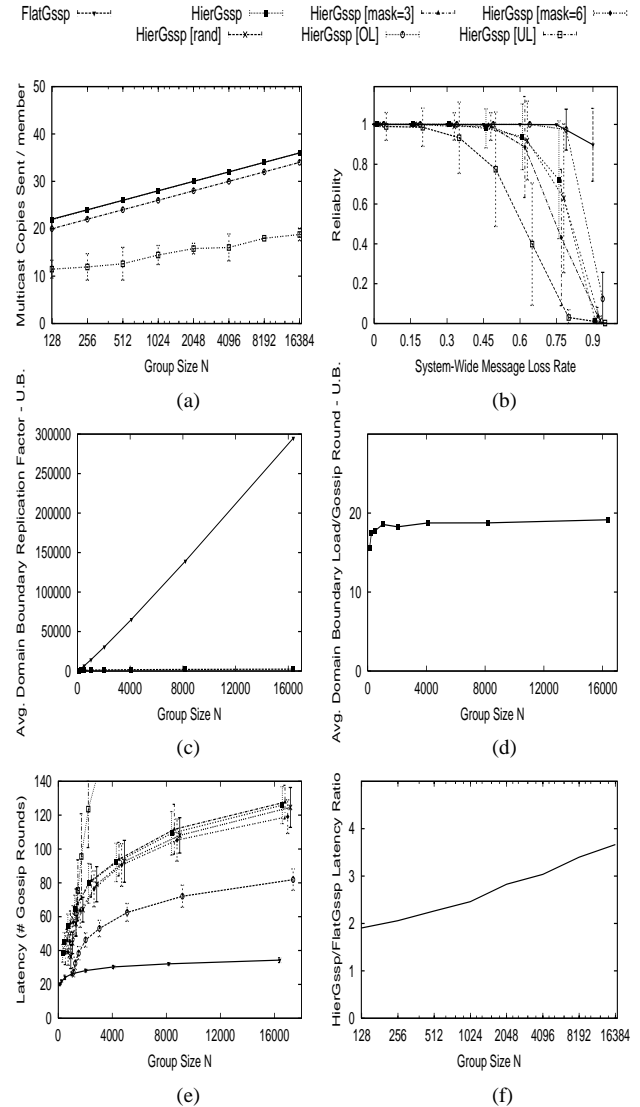 FlatGssp HierGssp HierGssp [mask=3] HierGssp [mask=6]
HierGssp [rand] HierGssp [OL] HierGssp [UL]
Multicast Copies Sent / member
50
40
30
20
10
0
128 256 512 1024 2048 4096 8192 16384
Group Size N
(a)
Reliability
1
0.8
0.6
0.4
0.2
0
0 0.15 0.3 0.45 0.6 0.75 0.9
System-Wide Message Loss Rate
(b)
Avg. Domain Boundary Replication Factor - U.B.
300000
250000
200000
150000
100000
50000
0
0 4000 8000 12000 16000
Group Size N
(c)
Avg. Domain Boundary Load/Gossip Round - U.B.
40
20
0
0 4000 8000 12000 16000
Group Size N
(d)
Latency (# Gossip Rounds)
140
120
100
80
60
40
20
0
0 4000 8000 12000 16000
Group Size N
(e)
HierGssp/FlatGssp Latency Ratio
4
3
2
1
0
128 256 512 1024 2048 4096 8192 16384
Group Size N
(f)